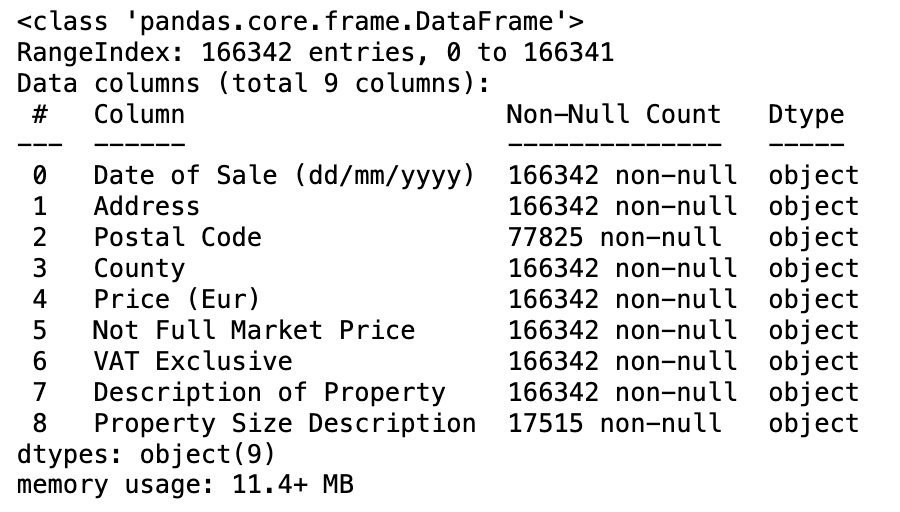 <class 'pandas.core.frame.DataFrame'>
RangeIndex: 166342 entries, 0 to 166341
Data columns (total 9 columns):
 #   Column                     Non-Null Count   Dtype
---  ------                     --------------   -----
 0   Date of Sale (dd/mm/yyyy)  166342 non-null  object
 1   Address                    166342 non-null  object
 2   Postal Code                77825 non-null   object
 3   County                     166342 non-null  object
 4   Price (Eur)                166342 non-null  object
 5   Not Full Market Price      166342 non-null  object
 6   VAT Exclusive              166342 non-null  object
 7   Description of Property    166342 non-null  object
 8   Property Size Description  17515 non-null   object
dtypes: object(9)
memory usage: 11.4+ MB